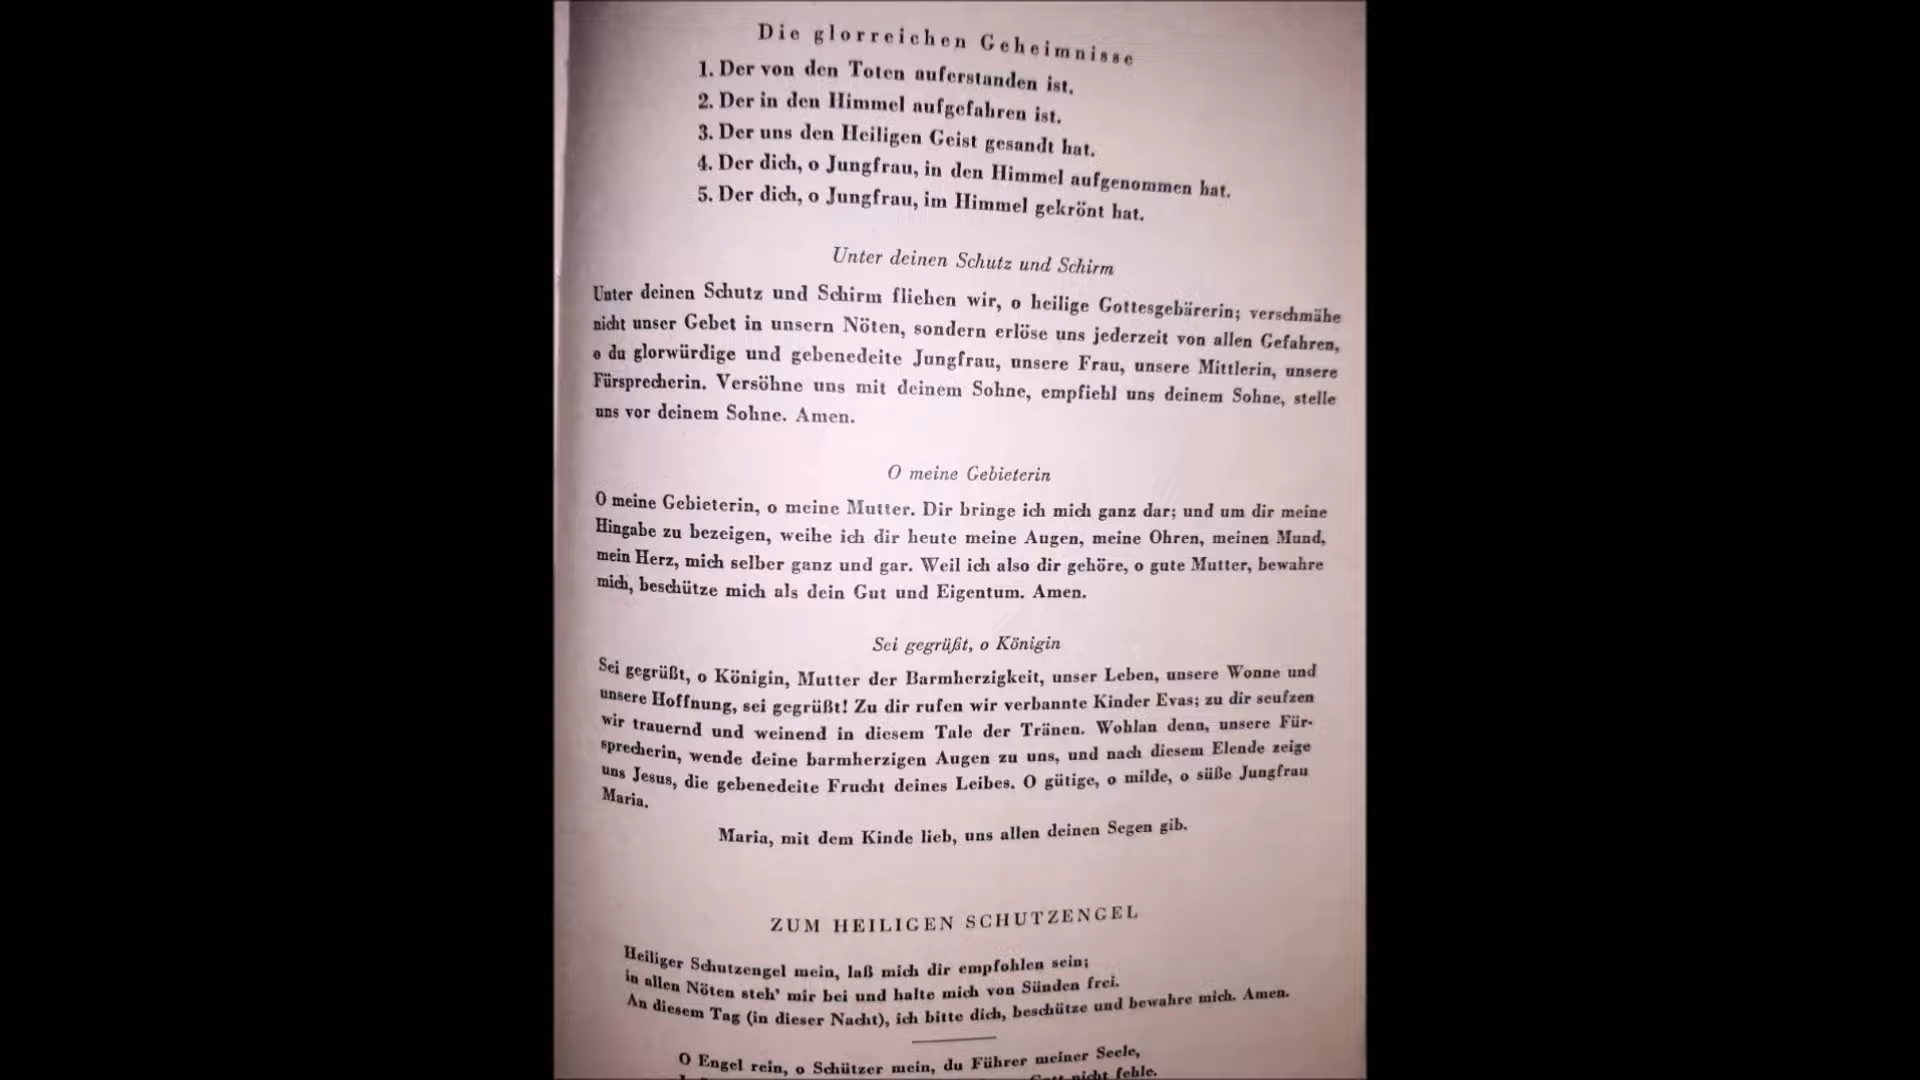 Die glorreichen Geheimnisse
1. Der von den Toten auferstanden ist.
2. Der in den Himmel aufgefahren ist.
3. Der uns den Heiligen Geist gesandt hat.
4. Der dich, o Jungfrau, in den Himmel aufgenommen hat.
5. Der dich, o Jungfrau, im Himmel gekrönt hat.
Unter deinen Schutz und Schirm
Unter deinen Schutz und Schirm fliehen wir, o heilige Gottesgebärerin; verschmähe
nicht unser Gebet in unsern Nöten, sondern erlöse uns jederzeit von allen Gefahren,
o du glorwürdige und gebenedeite Jungfrau, unsere Frau, unsere Mittlerin, unsere
Fürsprecherin. Versöhne uns mit deinem Sohne, empfiehl uns deinem Sohne, stelle
uns vor deinem Sohne. Amen.
O meine Gebieterin
O meine Gebieterin, o meine Mutter. Dir bringe ich mich ganz dar; und um dir meine
Hingabe zu bezeigen, weihe ich dir heute meine Augen, meine Ohren, meinen Mund,
mein Herz, mich selber ganz und gar. Weil ich also dir gehöre, o gute Mutter, bewahre
mich, beschütze mich als dein Gut und Eigentum. Amen.
Sei gegrüßt, o Königin
Sei gegrüßt, o Königin, Mutter der Barmherzigkeit, unser Leben, unsere Wonne und
unsere Hoffnung, sei gegrüßt! Zu dir rufen wir verbannte Kinder Evas; zu dir seufzen
wir trauernd und weinend in diesem Tale der Tränen. Wohlan denn, unsere Für-
sprecherin, wende deine barmherzigen Augen zu uns, und nach diesem Elende zeige
uns Jesus, die gebenedeite Frucht deines Leibes. O gütige, o milde, o süße Jungfrau
Maria.
Maria, mit dem Kinde lieb, uns allen deinen Segen gib.
ZUM HEILIGEN SCHUTZENGEL
Heiliger Schutzengel mein, laß mich dir empfohlen sein;
in allen Nöten steh' mir bei und halte mich von Sünden frei.
An diesem Tag (in dieser Nacht), ich bitte dich, beschütze und bewahre mich. Amen.
O Engel rein, o Schützer mein, du Führer meiner Seele,
nicht fehle.